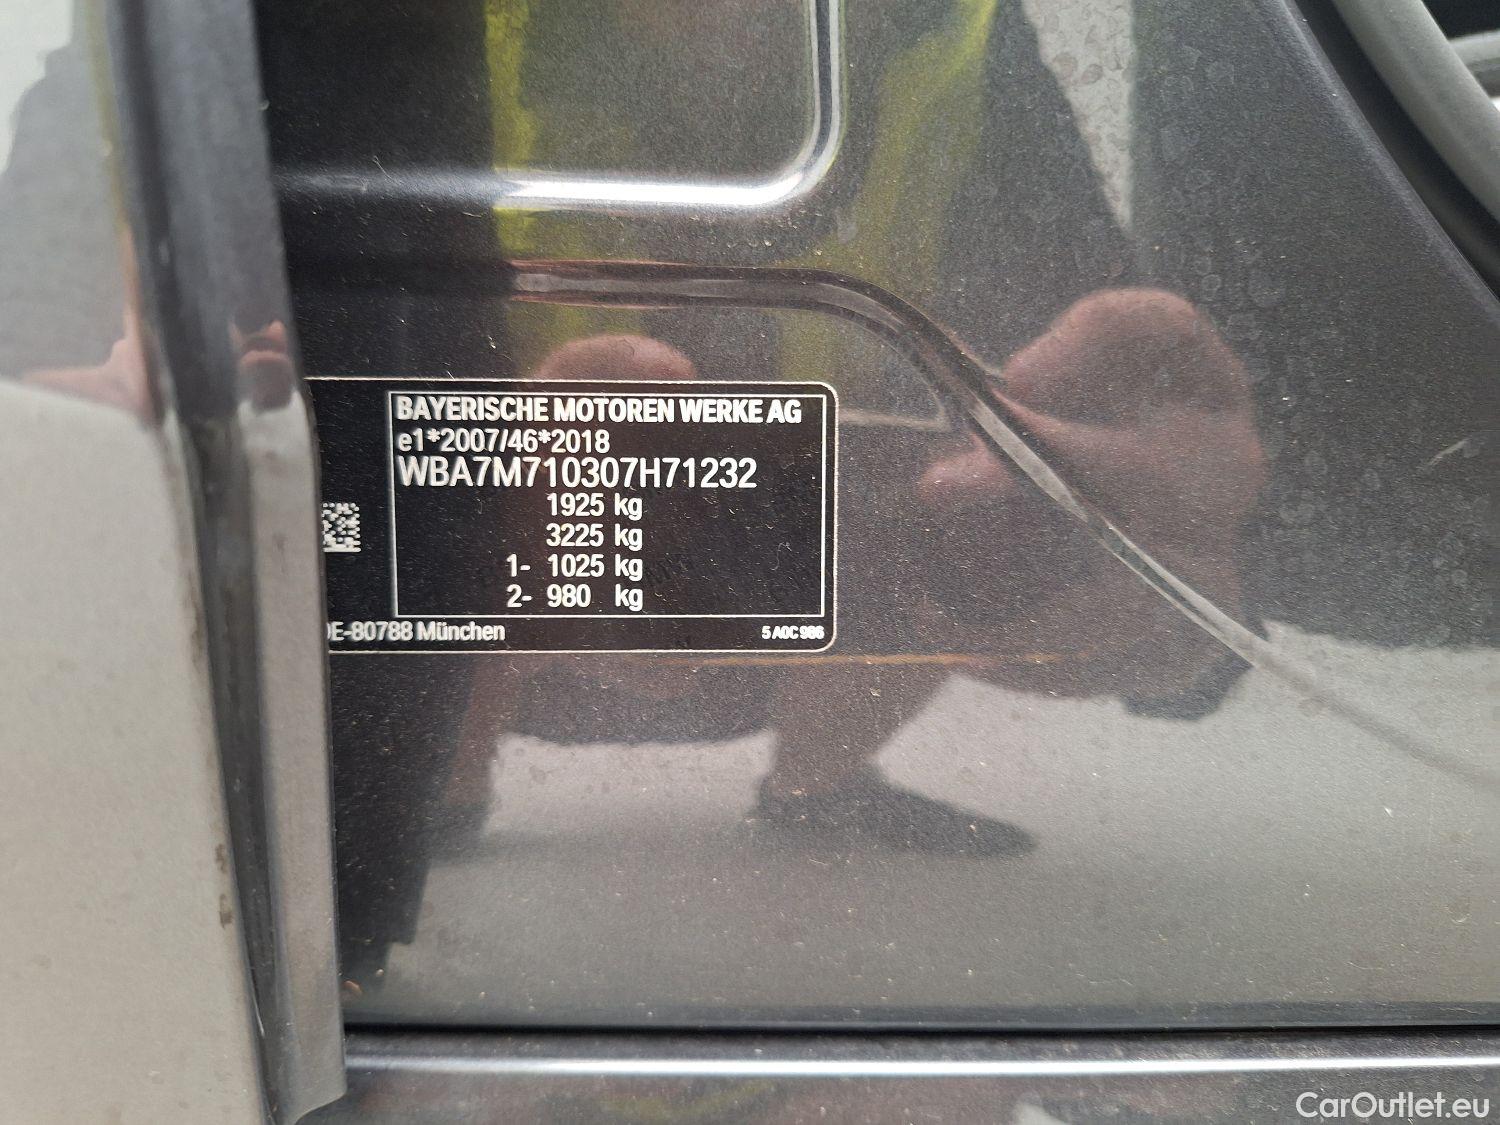 BAYERISCHE MOTOREN WERKE AG
e1*2007/46*2018
WBA7M710307H71232
1925 kg
3225 kg
1- 1025 kg
2- 980 kg
DE-80788 München
5 A0C 986
CarOutlet.eu